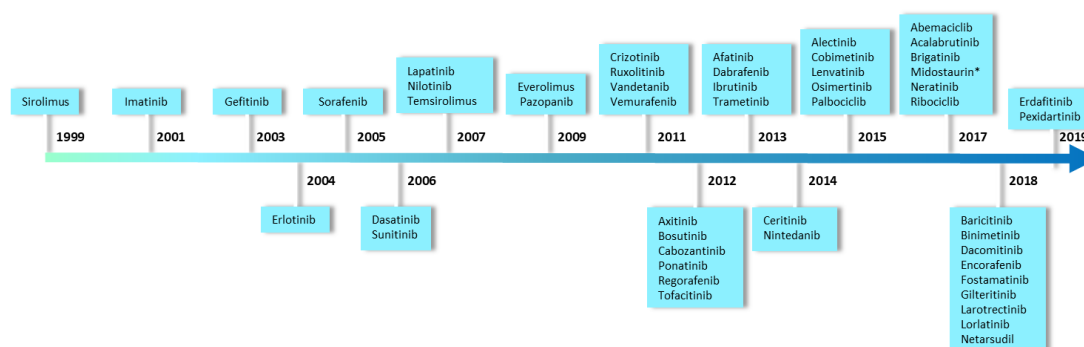 Sirolimus
1999
Imatinib
2001
Gefitinib
2003
Erlotinib
2004
Sorafenib
2005
Dasatinib
Sunitinib
2006
Lapatinib
Nilotinib
Temsirolimus
2007
Everolimus
Pazopanib
2009
Crizotinib
Ruxolitinib
Vandetanib
Vemurafenib
2011
Axitinib
Bosutinib
Cabozantinib
Ponatinib
Regorafenib
Tofacitinib
2012
Afatinib
Dabrafenib
Ibrutinib
Trametinib
2013
Ceritinib
Nintedanib
2014
Alectinib
Cobimetinib
Lenvatinib
Osimertinib
Palbociclib
2015
Abemaciclib
Acalabrutinib
Brigatinib
Midostaurin*
Neratinib
Ribociclib
2017
2018
Baricitinib
Binimetinib
Dacomitinib
Encorafenib
Fostamatinib
Gilteritinib
Larotrectinib
Lorlatinib
Netarsudil
Erdafitinib
Pexidartinib
2019